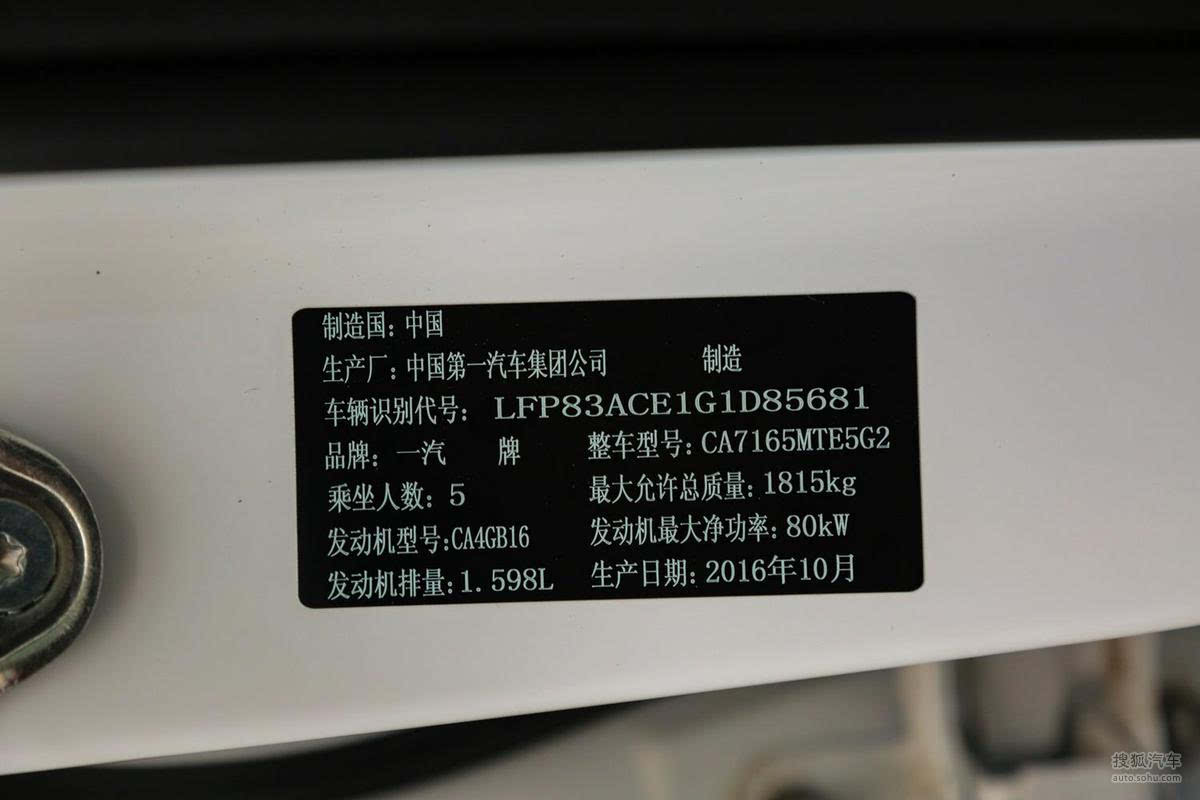 制造国：中国
生产厂：中国第一汽车集团公司 制造
车辆识别代号：LFP83ACE1G1D85681
品牌：一汽 牌 整车型号：CA7165MTE5G2
乘坐人数：5 最大允许总质量：1815kg
发动机型号：CA4GB16 发动机最大净功率：80kW
发动机排量：1.598L 生产日期：2016年10月
搜狐汽车
auto.sohu.com